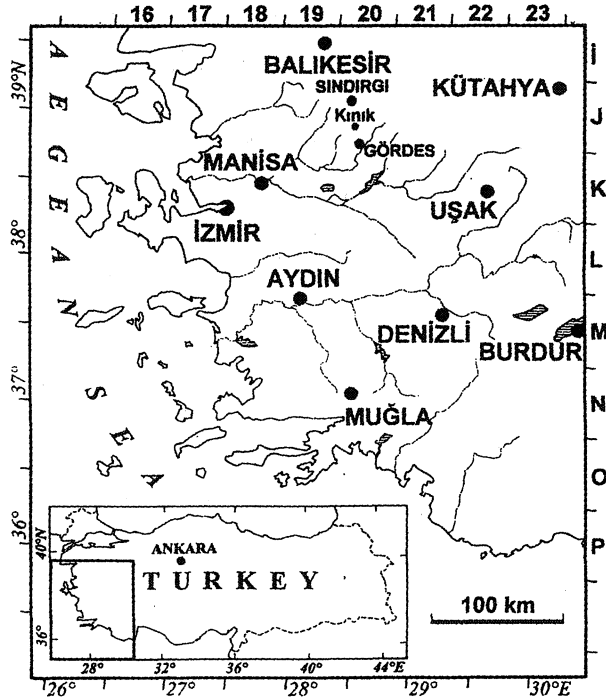 16 17 18 19 20 21 22 23
39°N
38°
37°
36°
İ
J
K
L
M
N
O
P
AEGEAN
SEA
BALIKESİR
SINDIRGI
KÜTAHYA
Kınık
GÖRDES
MANİSA
UŞAK
İZMİR
AYDIN
DENİZLİ
BURDUR
MUĞLA
40°N
36°
ANKARA
TURKEY
28° 32° 36° 40° 44°E
100 km
26° 27° 28° 29° 30°E